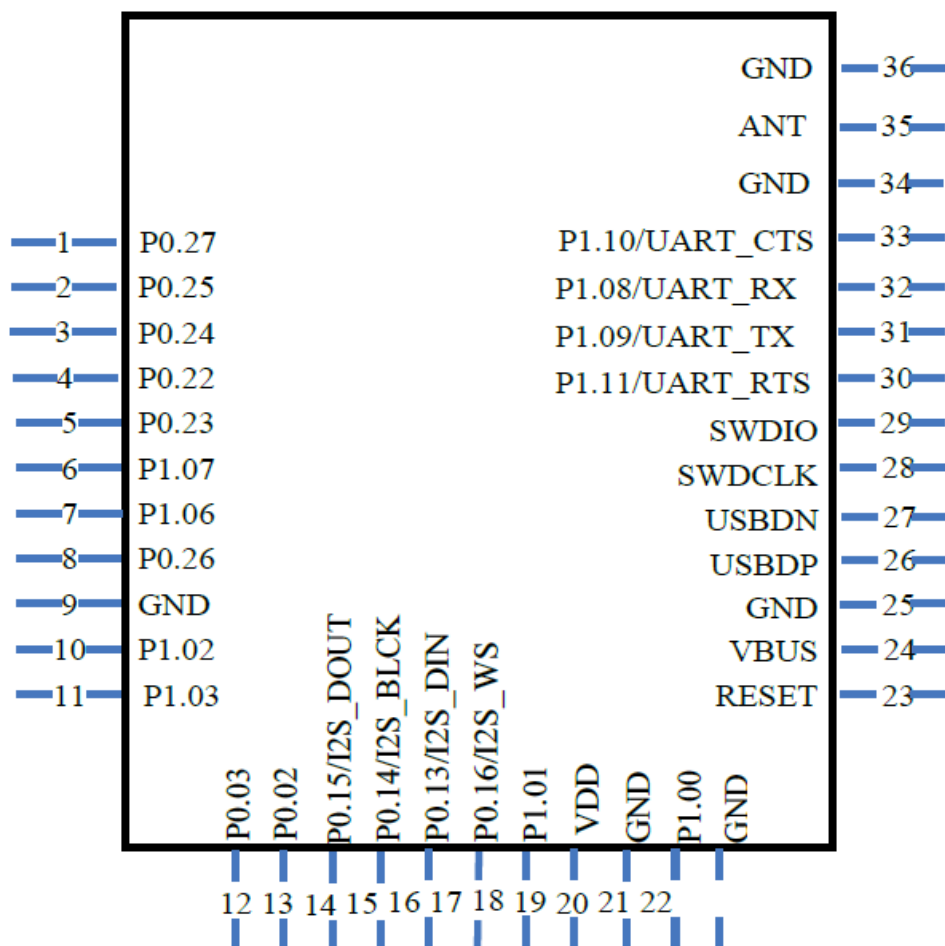 GND 36
ANT 35
GND 34
1 P0.27 P1.10/UART_CTS 33
2 P0.25 P1.08/UART_RX 32
3 P0.24 P1.09/UART_TX 31
4 P0.22 P1.11/UART_RTS 30
5 P0.23 SWDIO 29
6 P1.07 SWDCLK 28
7 P1.06 USBDN 27
8 P0.26 USBDP 26
9 GND GND 25
10 P1.02 VBUS 24
11 P1.03 RESET 23
P0.03
P0.02
P0.15/I2S_DOUT
P0.14/I2S_BLCK
P0.13/I2S_DIN
P0.16/I2S_WS
P1.01
VDD
GND
P1.00
GND
12 13 14 15 16 17 18 19 20 21 22